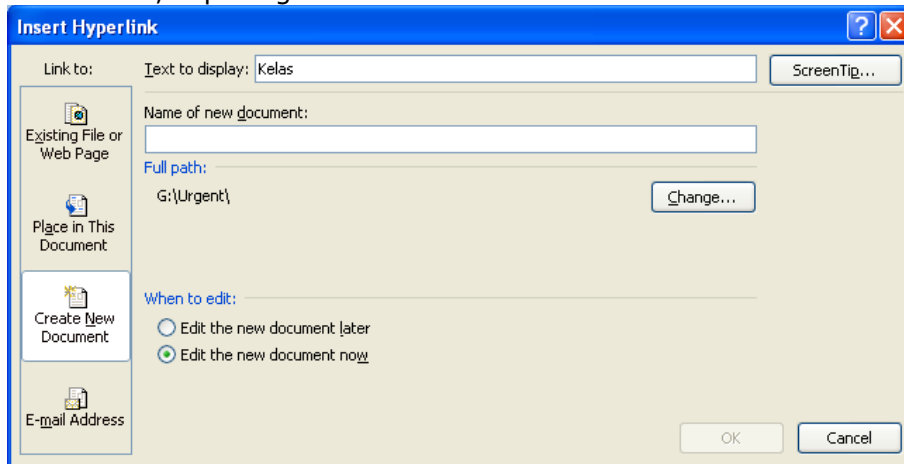 Insert Hyperlink
Link to:
Text to display: Kelas
ScreenTip...
Existing File or
Web Page
Place in This
Document
Create New
Document
E-mail Address
Name of new document:
Full path:
G:\Urgent\
Change...
When to edit:
Edit the new document later
Edit the new document now
OK
Cancel